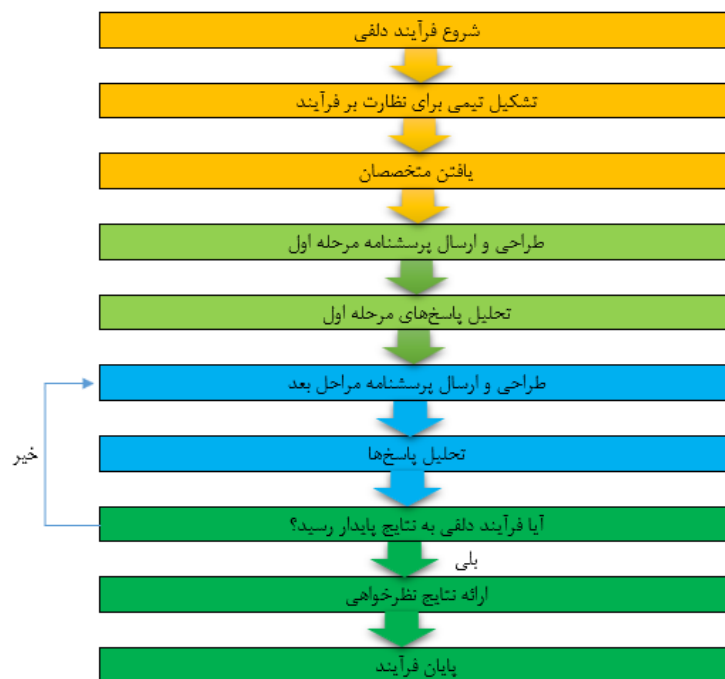 شروع فرآیند دلفی
تشکیل تیمی برای نظارت بر فرآیند
یافتن متخصصان
طراحی و ارسال پرسشنامه مرحله اول
تحلیل پاسخ‌های مرحله اول
طراحی و ارسال پرسشنامه مراحل بعد
تحلیل پاسخ‌ها
خیر
آیا فرآیند دلفی به نتایج پایدار رسید؟
بلی
ارائه نتایج نظرخواهی
پایان فرآیند